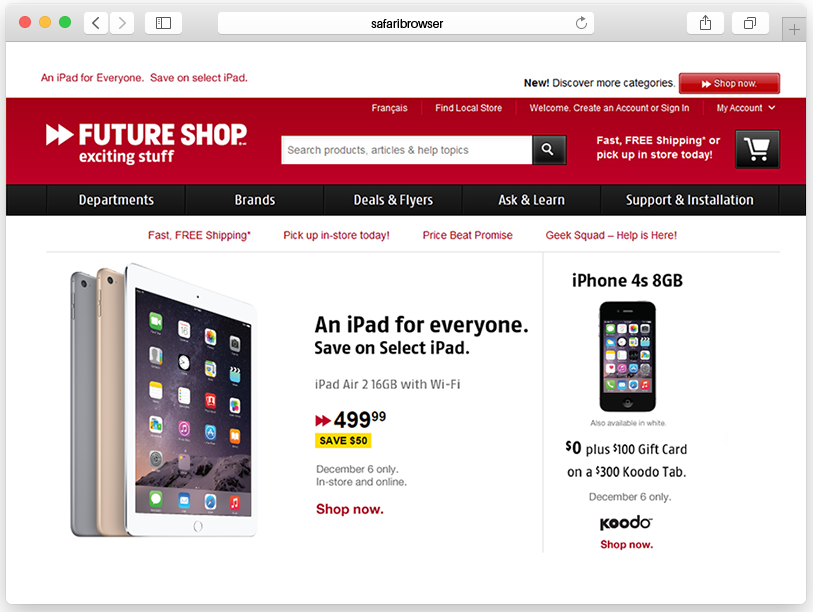 safaribrowser
An iPad for Everyone. Save on select iPad.
New! Discover more categories.
Shop now.
Français
Find Local Store
Welcome. Create an Account or Sign In
My Account
FUTURE SHOP
exciting stuff
Search products, articles & help topics
Fast, FREE Shipping* or
pick up in store today!
Departments
Brands
Deals & Flyers
Ask & Learn
Support & Installation
Fast, FREE Shipping*
Pick up in-store today!
Price Beat Promise
Geek Squad – Help is Here!
An iPad for everyone.
Save on Select iPad.
iPad Air 2 16GB with Wi-Fi
49999
SAVE $50
December 6 only.
In-store and online.
Shop now.
iPhone 4s 8GB
Also available in white.
$0 plus $100 Gift Card
on a $300 Koodo Tab.
December 6 only.
koodo
Shop now.